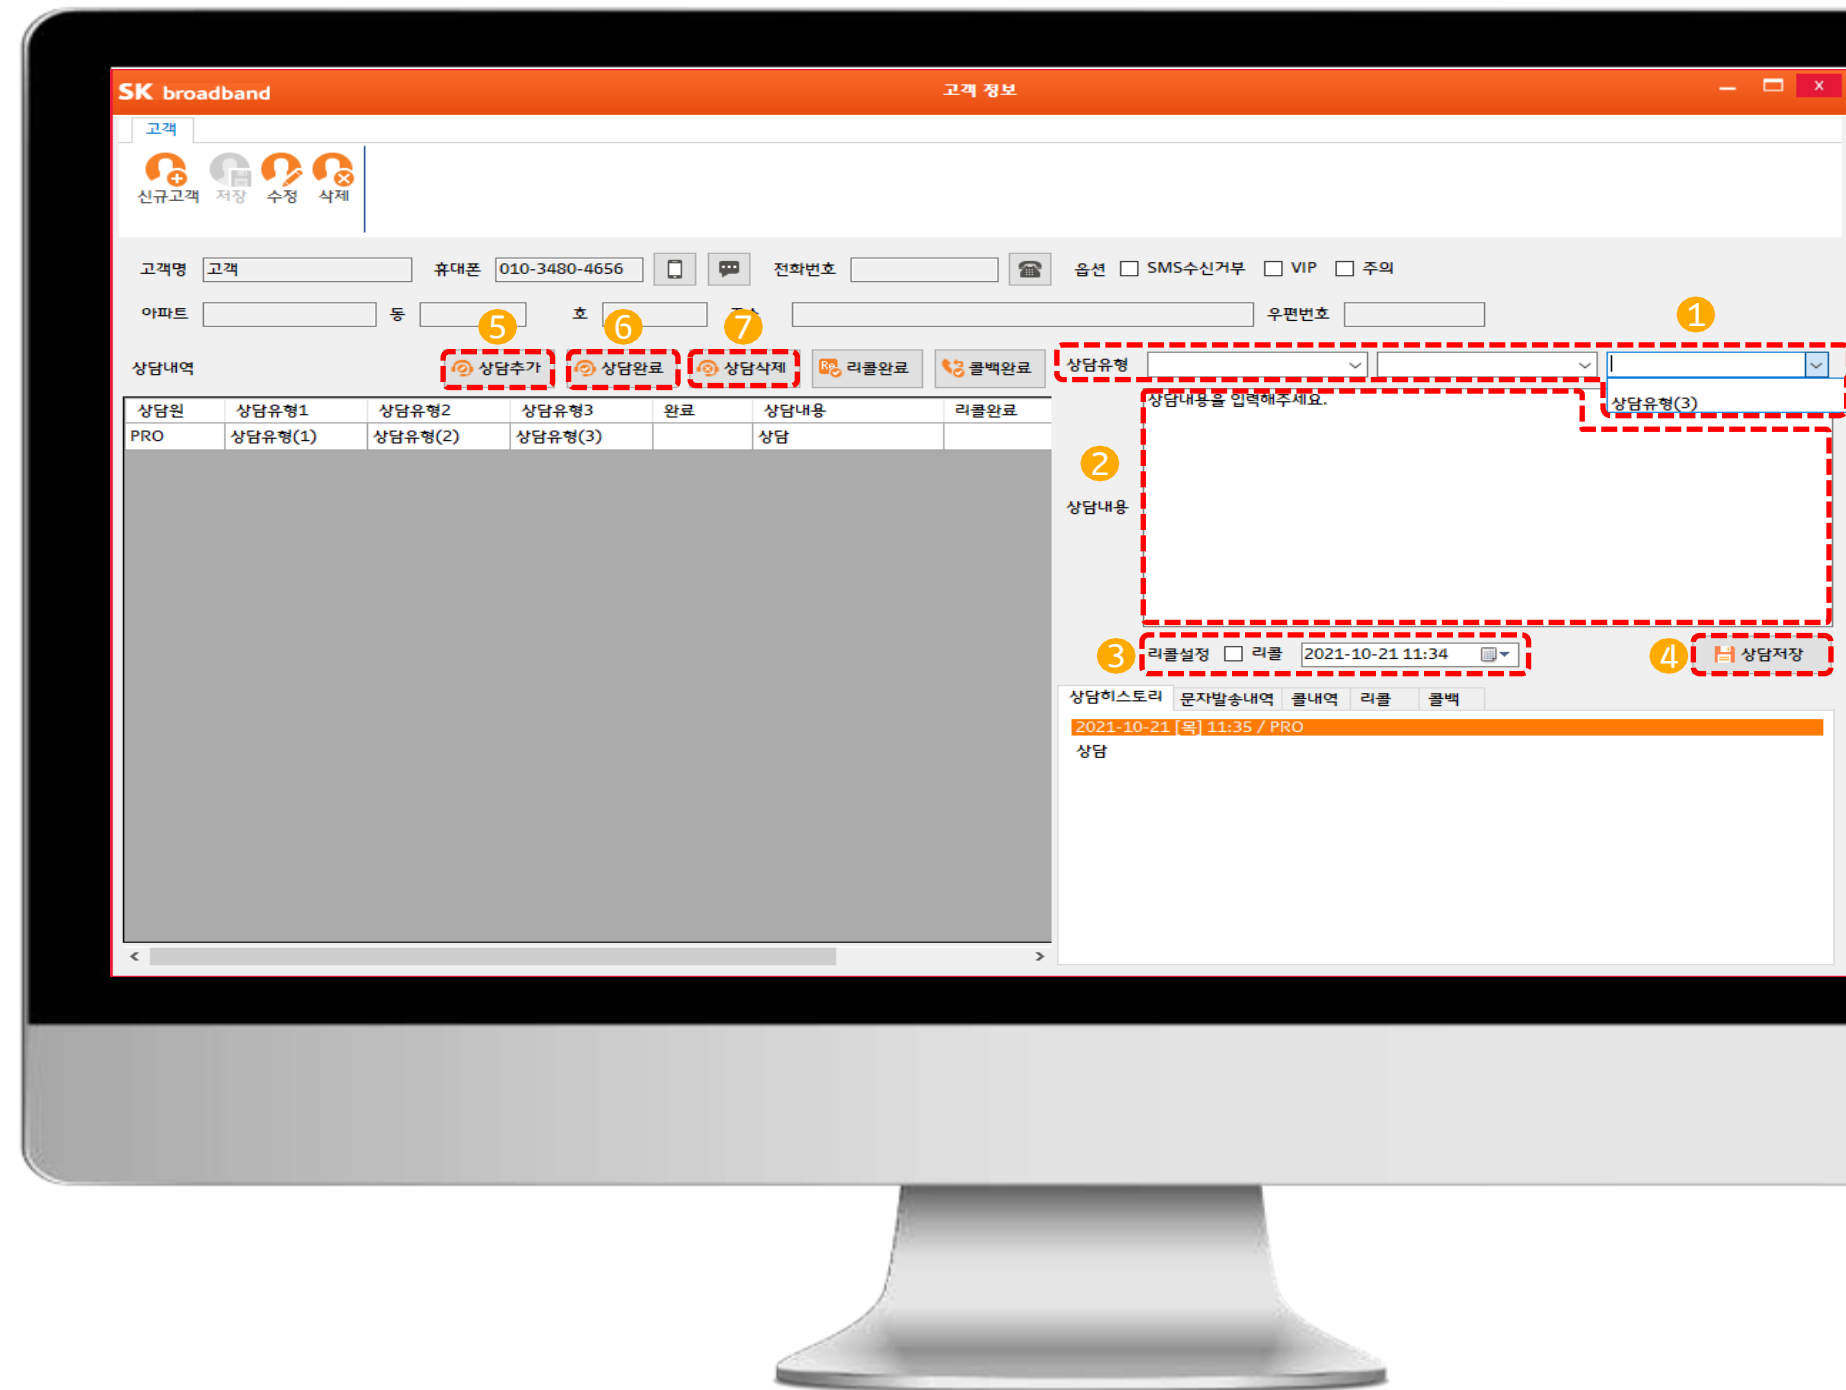 SK broadband
고객 정보
X
고객
신규고객 저장 수정 삭제
고객명 고객 휴대폰 010-3480-4656 전화번호 옵션 SMS수신거부 VIP 주의
아파트 동 호 우편번호
1
5 6 7
상담내역 상담추가 상담완료 상담삭제 리콜완료 콜백완료 상담유형
상담유형(3)
상담원 상담유형1 상담유형2 상담유형3 완료 상담내용 리콜완료
PRO 상담유형(1) 상담유형(2) 상담유형(3) 상담
상담내용을 입력해주세요.
2
상담내용
3 리콜설정 리콜 2021-10-21 11:34
4 상담저장
상담히스토리 문자발송내역 콜내역 리콜 콜백
2021-10-21 [목] 11:35 / PRO
상담